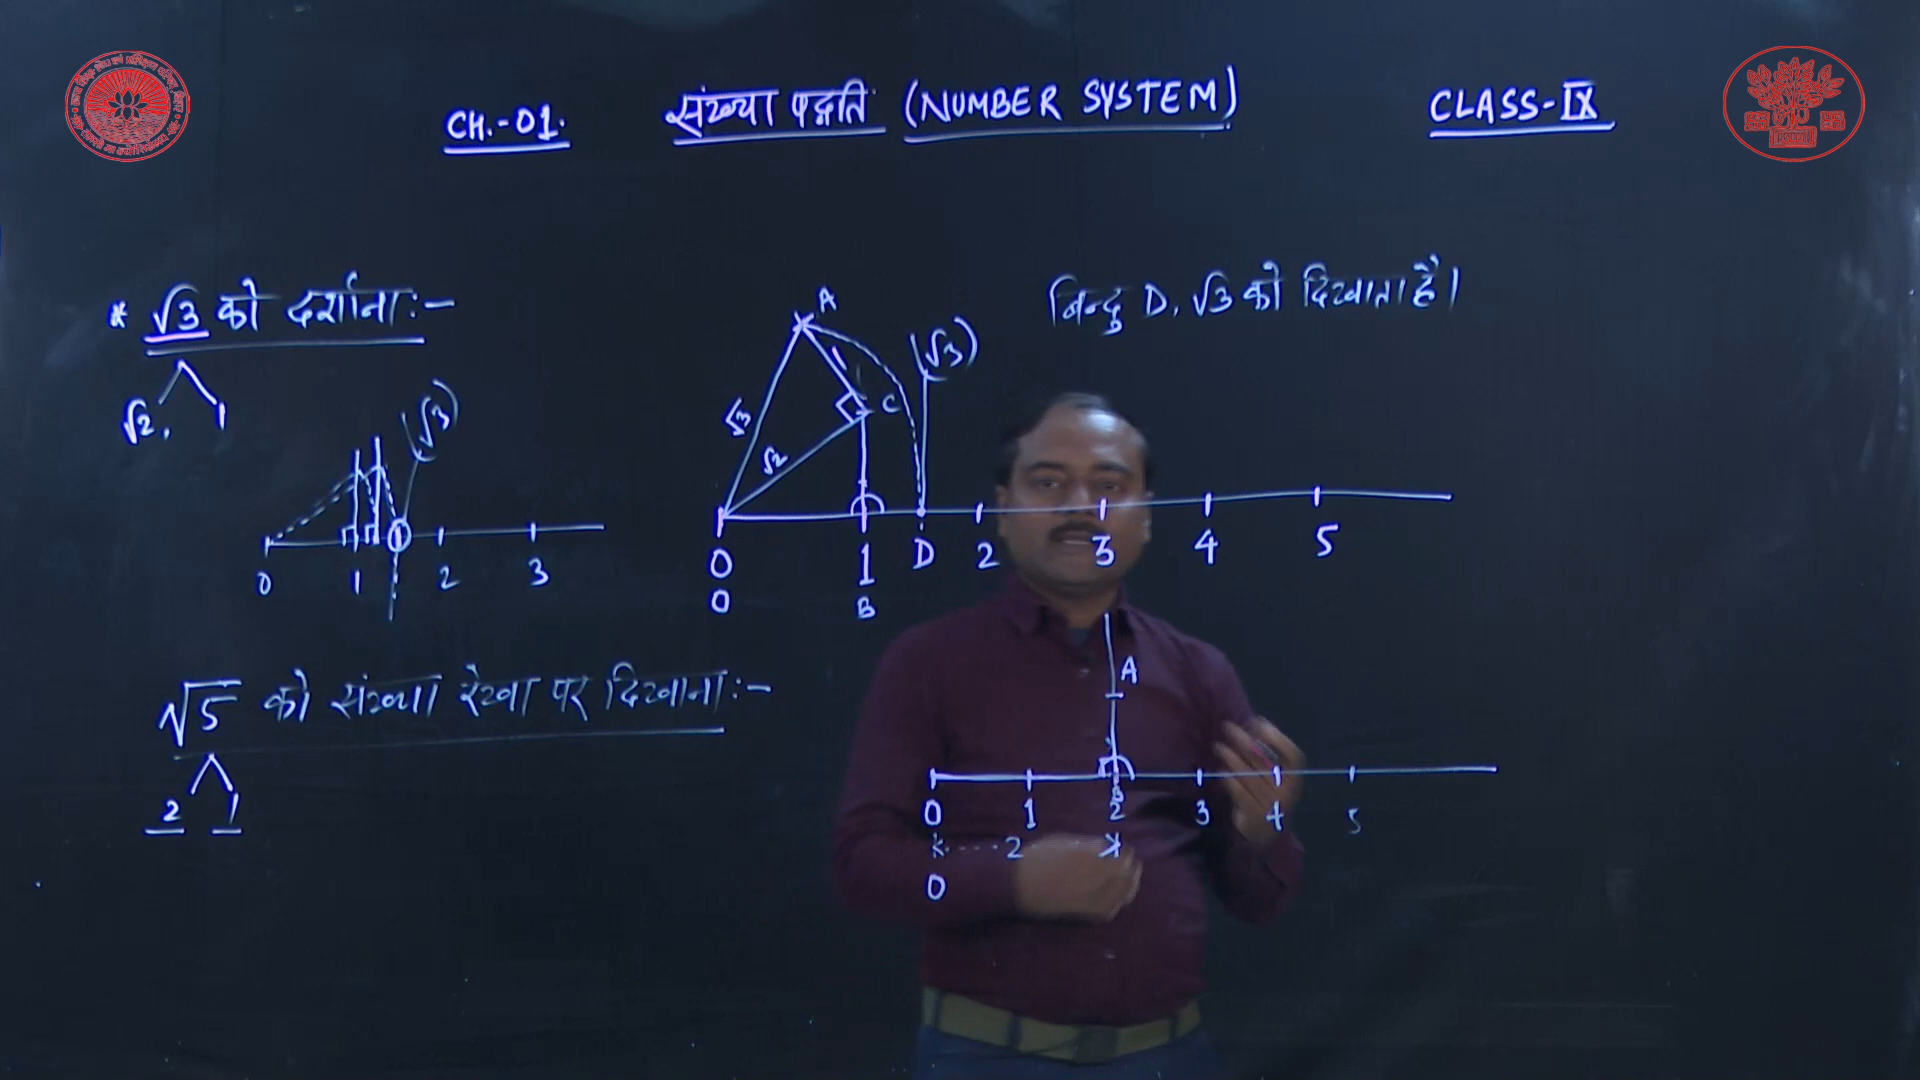 CH.-01.
संख्या पद्धति (NUMBER SYSTEM)
CLASS-IX
* √3 को दर्शाना :-
√2, 1
(√3)
0 1 2 3
बिन्दु D, √3 को दिखाता है।
A
(√3)
1
C
√3
√2
0 1 D 2 3 4 5
O B
√5 को संख्या रेखा पर दिखाना :-
2 1
A
B
0 1 2 3 4 5
2
O